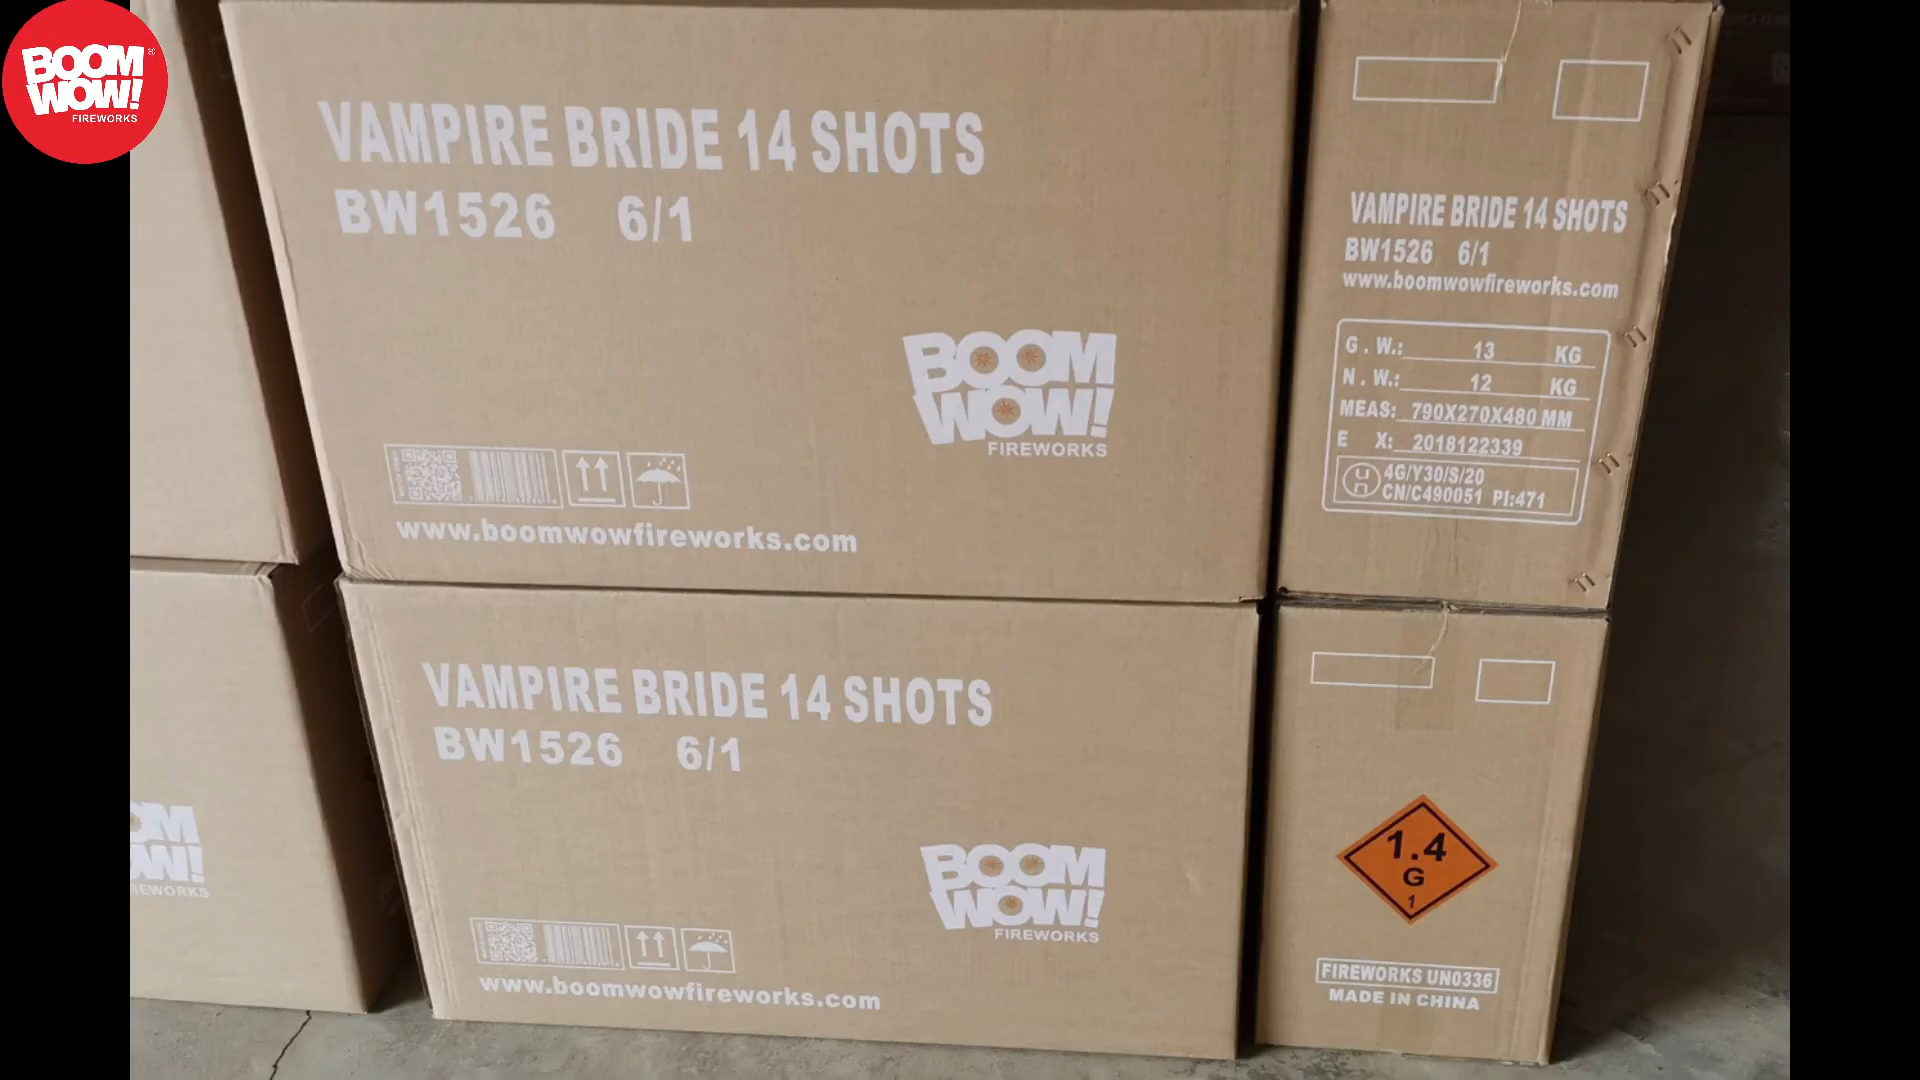 BOOM
WOW!
FIREWORKS
VAMPIRE BRIDE 14 SHOTS
BW1526 6/1
BOOM
WOW!
FIREWORKS
www.boomwowfireworks.com
VAMPIRE BRIDE 14 SHOTS
BW1526 6/1
www.boomwowfireworks.com
G . W.: 13 KG
N . W.: 12 KG
MEAS: 790X270X480 MM
E X: 2018122339
un
4G/Y30/S/20
CN/C490051 PI:471
VAMPIRE BRIDE 14 SHOTS
BW1526 6/1
BOOM
WOW!
FIREWORKS
www.boomwowfireworks.com
1.4
G
1
FIREWORKS UN0336
MADE IN CHINA